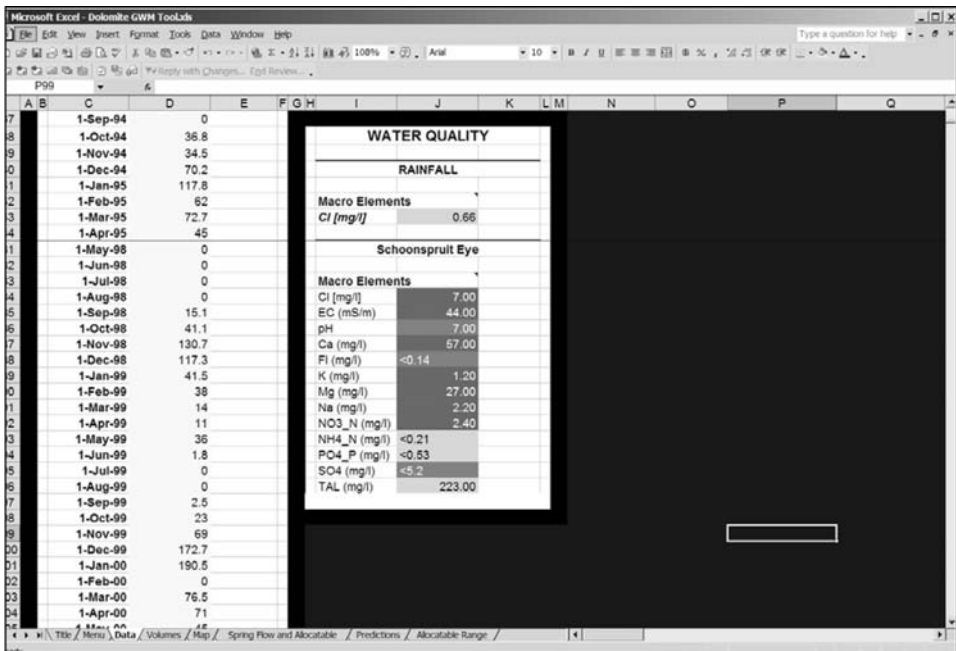 Microsoft Excel - Dolomite GWM Tool.xls
File Edit View Insert Format Tools Data Window Help Type a question for help
100% Arial 10 B I U
Reply with Changes... End Review...
P99 fx
A B C D E F G H I J K L M N O P Q
1-Sep-94 0
1-Oct-94 36.8 WATER QUALITY
1-Nov-94 34.5
1-Dec-94 70.2 RAINFALL
1-Jan-95 117.8
1-Feb-95 62 Macro Elements
1-Mar-95 72.7 Cl [mg/l] 0.66
1-Apr-95 45
1-May-98 0 Schoonspruit Eye
1-Jun-98 0
1-Jul-98 0 Macro Elements
1-Aug-98 0 Cl [mg/l] 7.00
1-Sep-98 15.1 EC (mS/m) 44.00
1-Oct-98 41.1 pH 7.00
1-Nov-98 130.7 Ca (mg/l) 57.00
1-Dec-98 117.3 Fl (mg/l) <0.14
1-Jan-99 41.5 K (mg/l) 1.20
1-Feb-99 38 Mg (mg/l) 27.00
1-Mar-99 14 Na (mg/l) 2.20
1-Apr-99 11 NO3_N (mg/l) 2.40
1-May-99 36 NH4_N (mg/l) <0.21
1-Jun-99 1.8 PO4_P (mg/l) <0.53
1-Jul-99 0 SO4 (mg/l) <5.2
1-Aug-99 0 TAL (mg/l) 223.00
1-Sep-99 2.5
1-Oct-99 23
1-Nov-99 69
1-Dec-99 172.7
1-Jan-00 190.5
1-Feb-00 0
1-Mar-00 76.5
1-Apr-00 71
Title / Menu / Data / Volumes / Map / Spring Flow and Allocatable / Predictions / Allocatable Range /